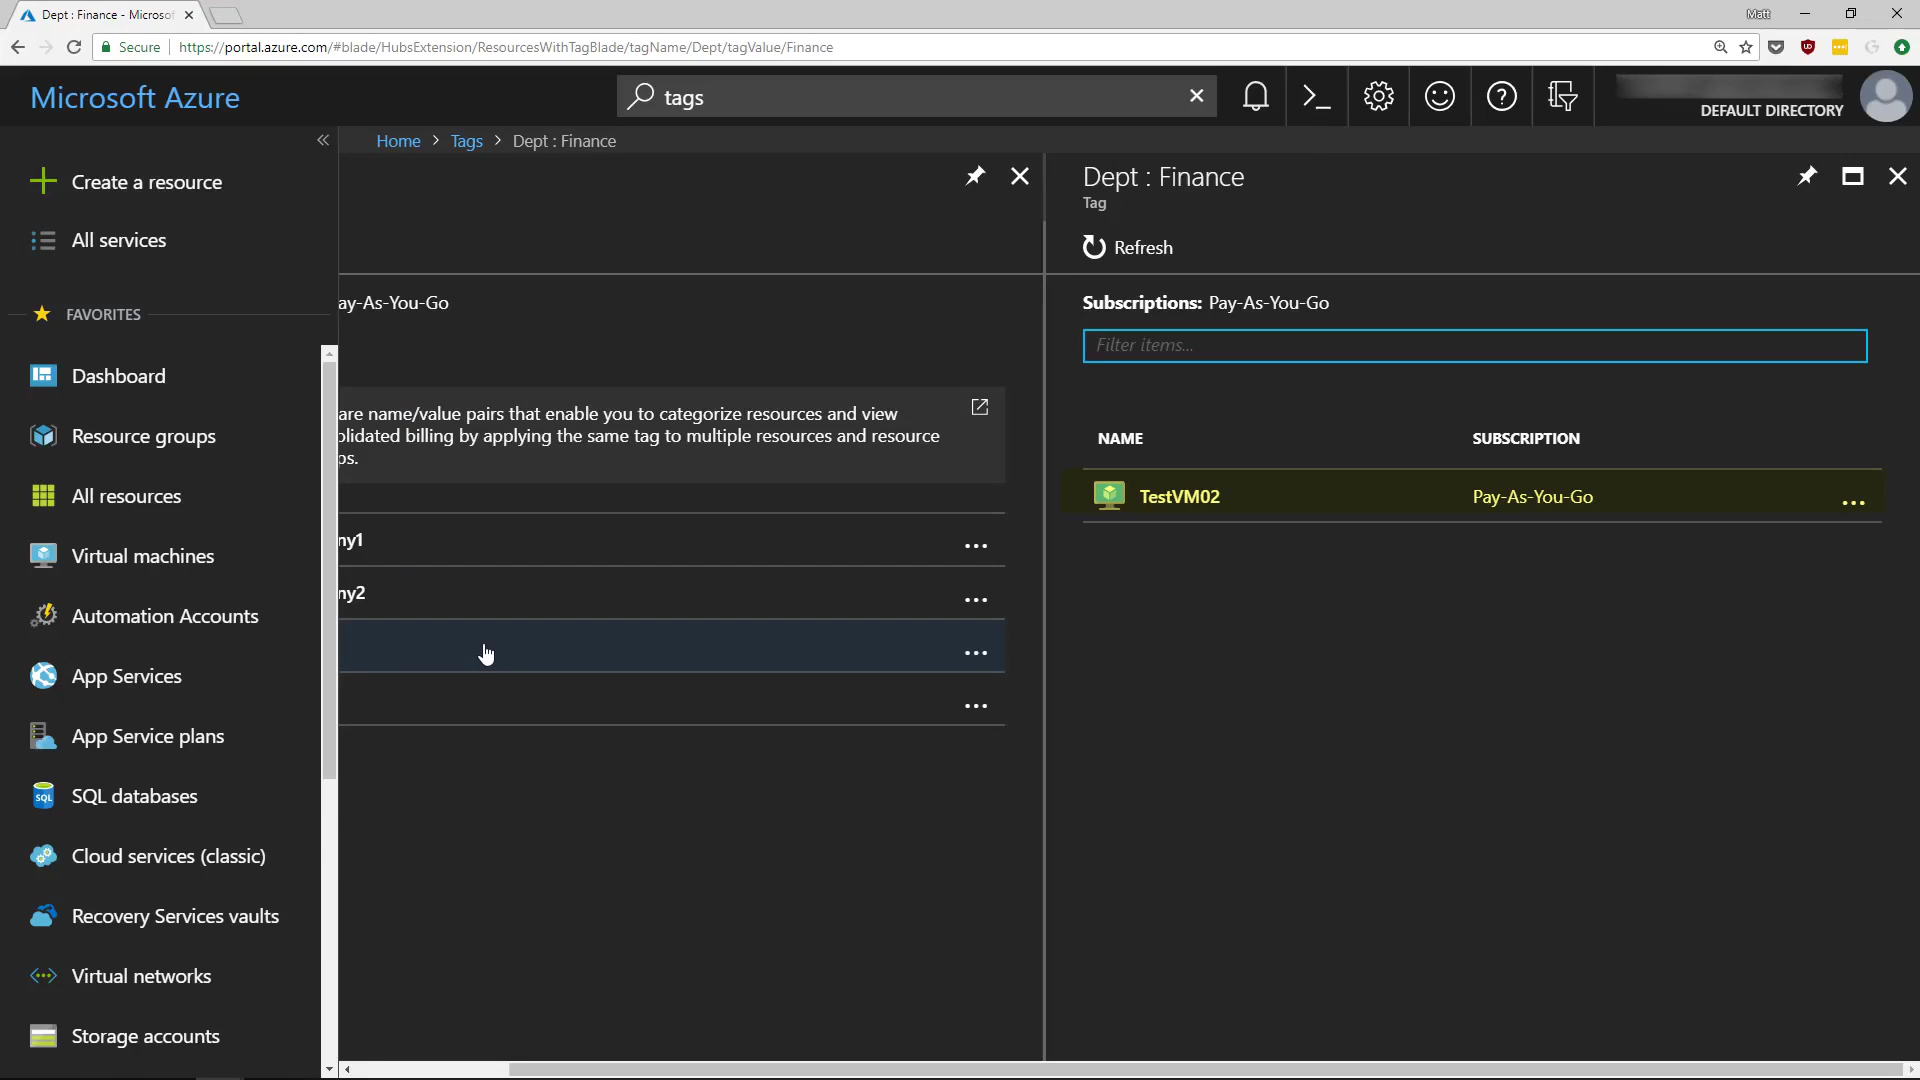 Dept : Finance - Microsof
Matt
Secure
https://portal.azure.com/#blade/HubsExtension/ResourcesWithTagBlade/tagName/Dept/tagValue/Finance
Microsoft Azure
tags
DEFAULT DIRECTORY
Home > Tags > Dept : Finance
Create a resource
All services
FAVORITES
Dashboard
Resource groups
All resources
Virtual machines
Automation Accounts
App Services
App Service plans
SQL databases
Cloud services (classic)
Recovery Services vaults
Virtual networks
Storage accounts
ay-As-You-Go
are name/value pairs that enable you to categorize resources and view
olidated billing by applying the same tag to multiple resources and resource
ps.
ny1
ny2
Dept : Finance
Tag
Refresh
Subscriptions: Pay-As-You-Go
Filter items...
NAME SUBSCRIPTION
TestVM02 Pay-As-You-Go